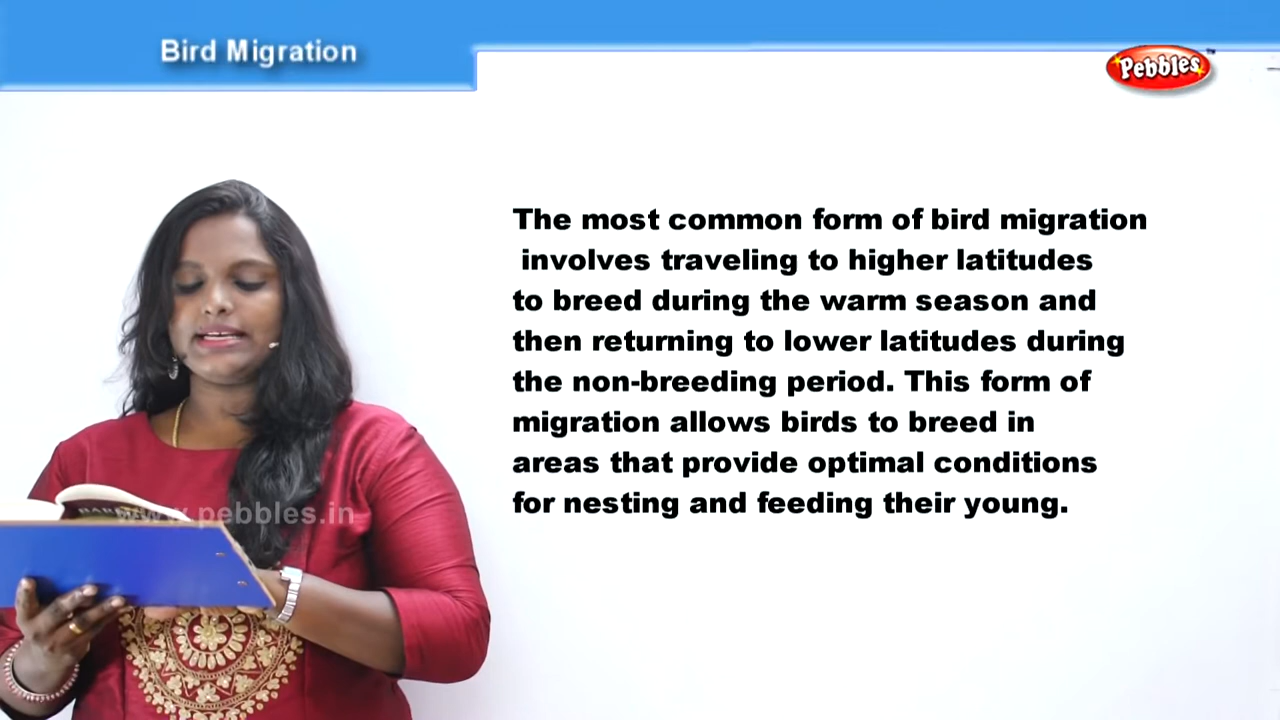 Bird Migration
Pebbles™
The most common form of bird migration
involves traveling to higher latitudes
to breed during the warm season and
then returning to lower latitudes during
the non-breeding period. This form of
migration allows birds to breed in
areas that provide optimal conditions
for nesting and feeding their young.
www.pebbles.in